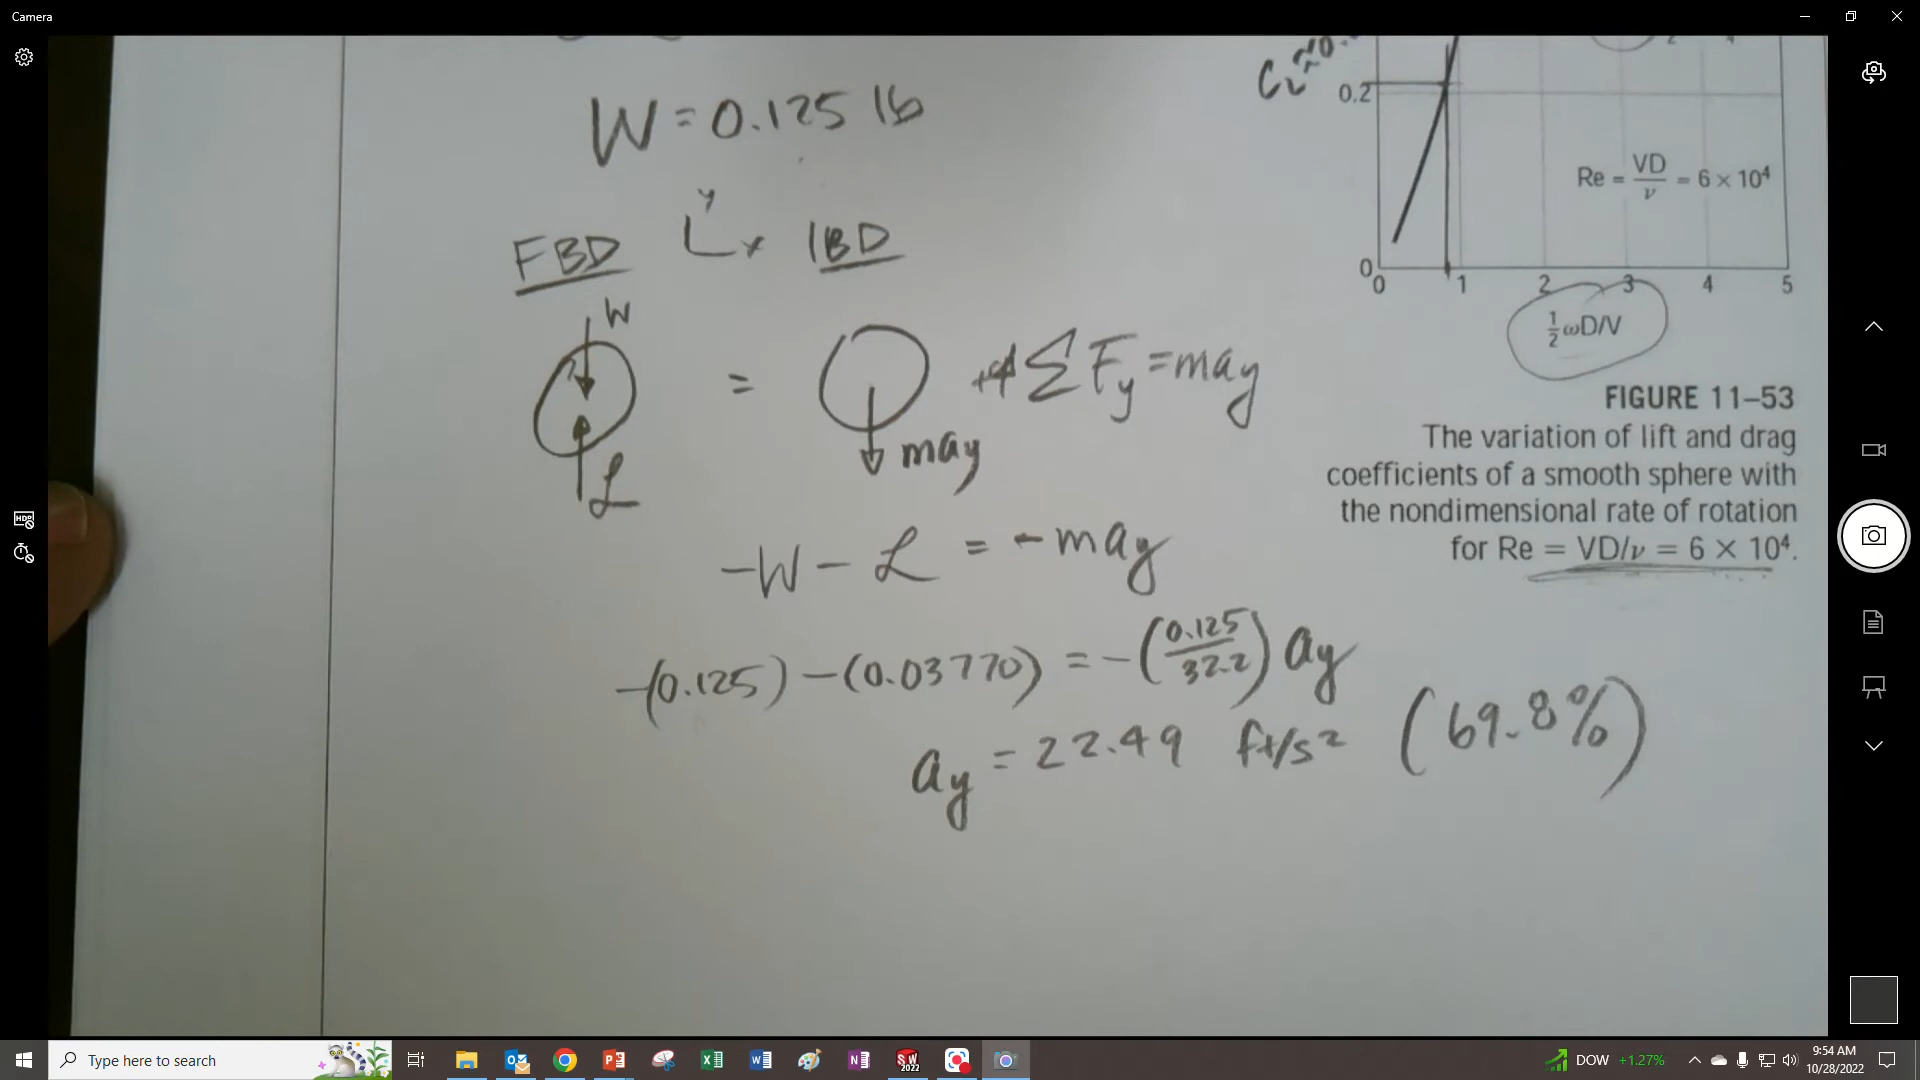 Camera
W = 0.125 lb
0.2
Re = VD/ν = 6 × 10⁴
y
x
FBD
IBD
0
0 1 2 3 4 5
½ωD/V
W
= 
+↑ΣFy = may
may
ℒ
FIGURE 11–53
The variation of lift and drag
coefficients of a smooth sphere with
the nondimensional rate of rotation
for Re = VD/ν = 6 × 10⁴.
-W - ℒ = - may
-(0.125) - (0.03770) = -(0.125/32.2) ay
ay = 22.49 ft/s² (69.8%)
Type here to search
DOW +1.27%
9:54 AM
10/28/2022